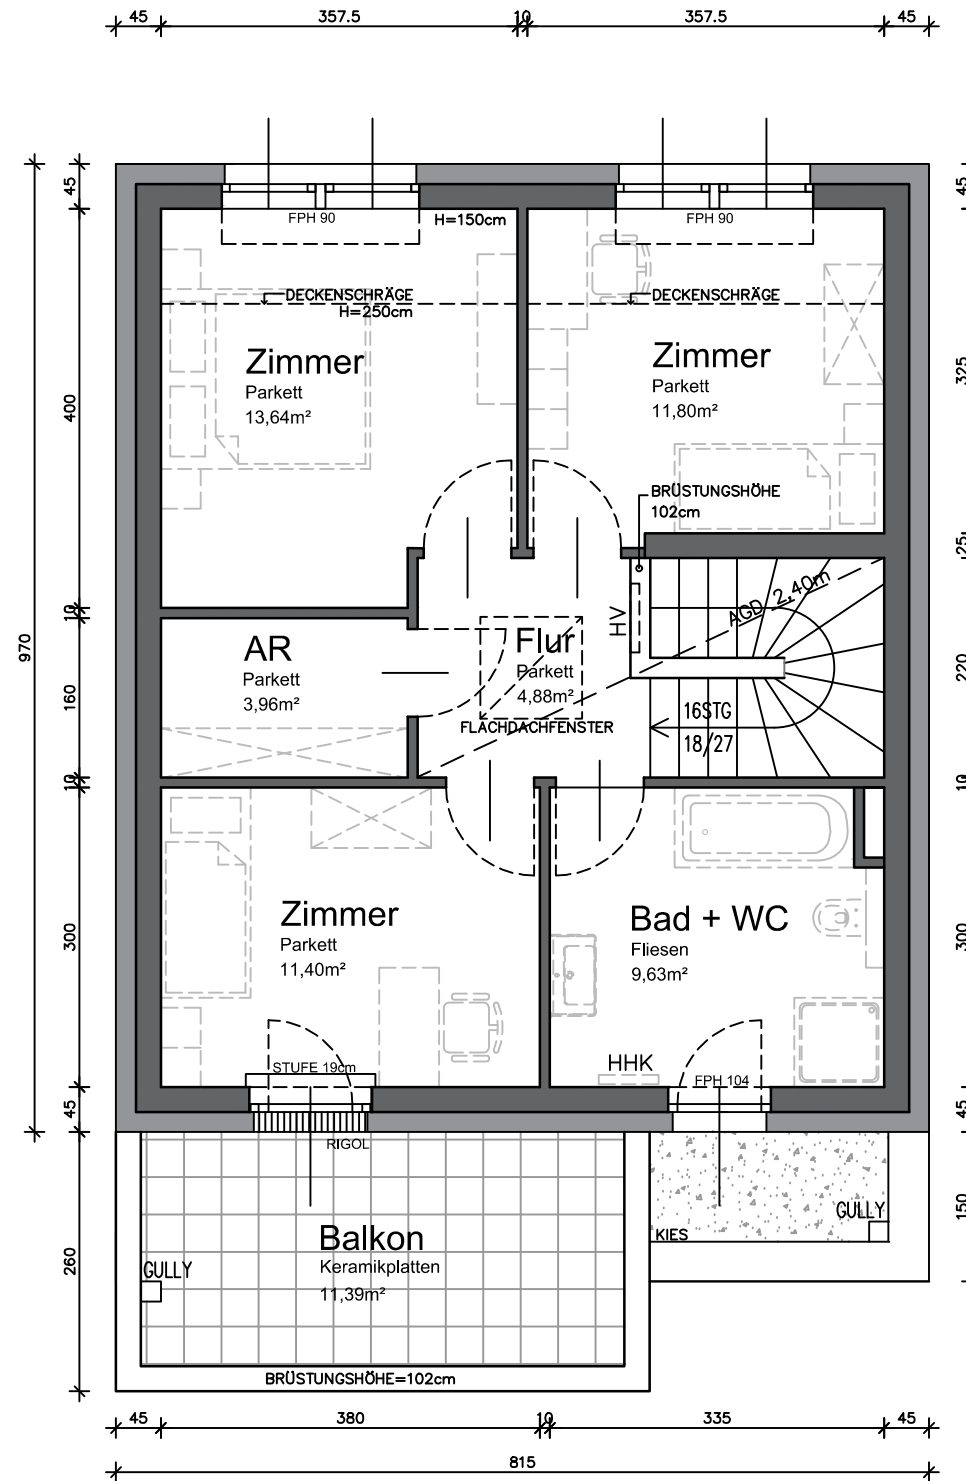 45 357.5 10 357.5 45
970
45
400
10
160
10
300
45
260
45
325
25
220
10
300
45
150
FPH 90
H=150cm
FPH 90
DECKENSCHRÄGE
H=250cm
DECKENSCHRÄGE
Zimmer
Parkett
13,64m²
Zimmer
Parkett
11,80m²
BRÜSTUNGSHÖHE
102cm
AR
Parkett
3,96m²
Flur
Parkett
4,88m²
FLACHDACHFENSTER
HV
AGD 2,40m
16STG
18/27
Zimmer
Parkett
11,40m²
Bad + WC
Fliesen
9,63m²
HHK
STUFE 19cm
FPH 104
RIGOL
Balkon
Keramikplatten
11,39m²
GULLY
KIES
GULLY
BRÜSTUNGSHÖHE=102cm
45 380 10 335 45
815